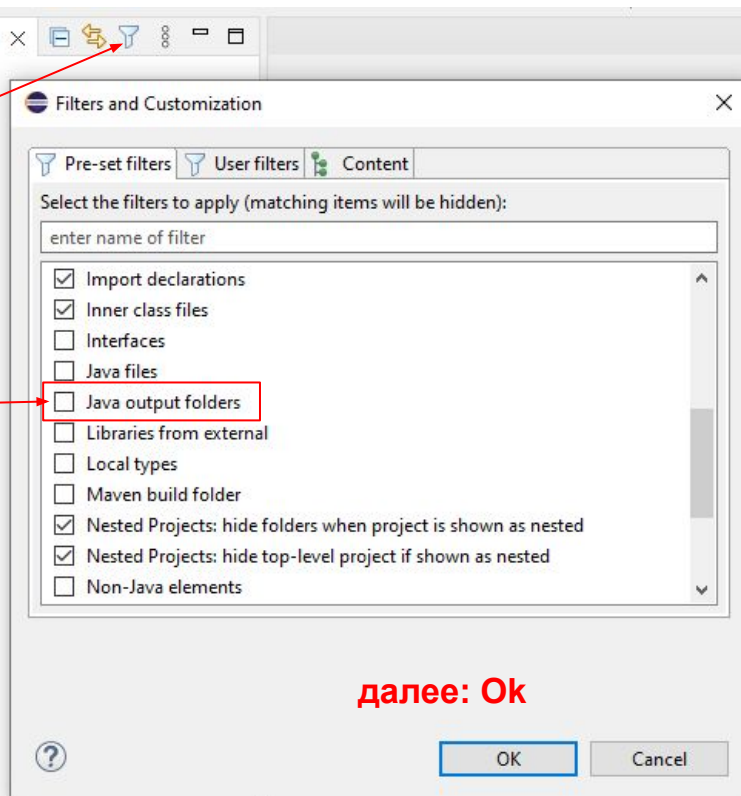 Filters and Customization
Pre-set filters User filters Content
Select the filters to apply (matching items will be hidden):
enter name of filter
Import declarations
Inner class files
Interfaces
Java files
Java output folders
Libraries from external
Local types
Maven build folder
Nested Projects: hide folders when project is shown as nested
Nested Projects: hide top-level project if shown as nested
Non-Java elements
далее: Ok
OK Cancel